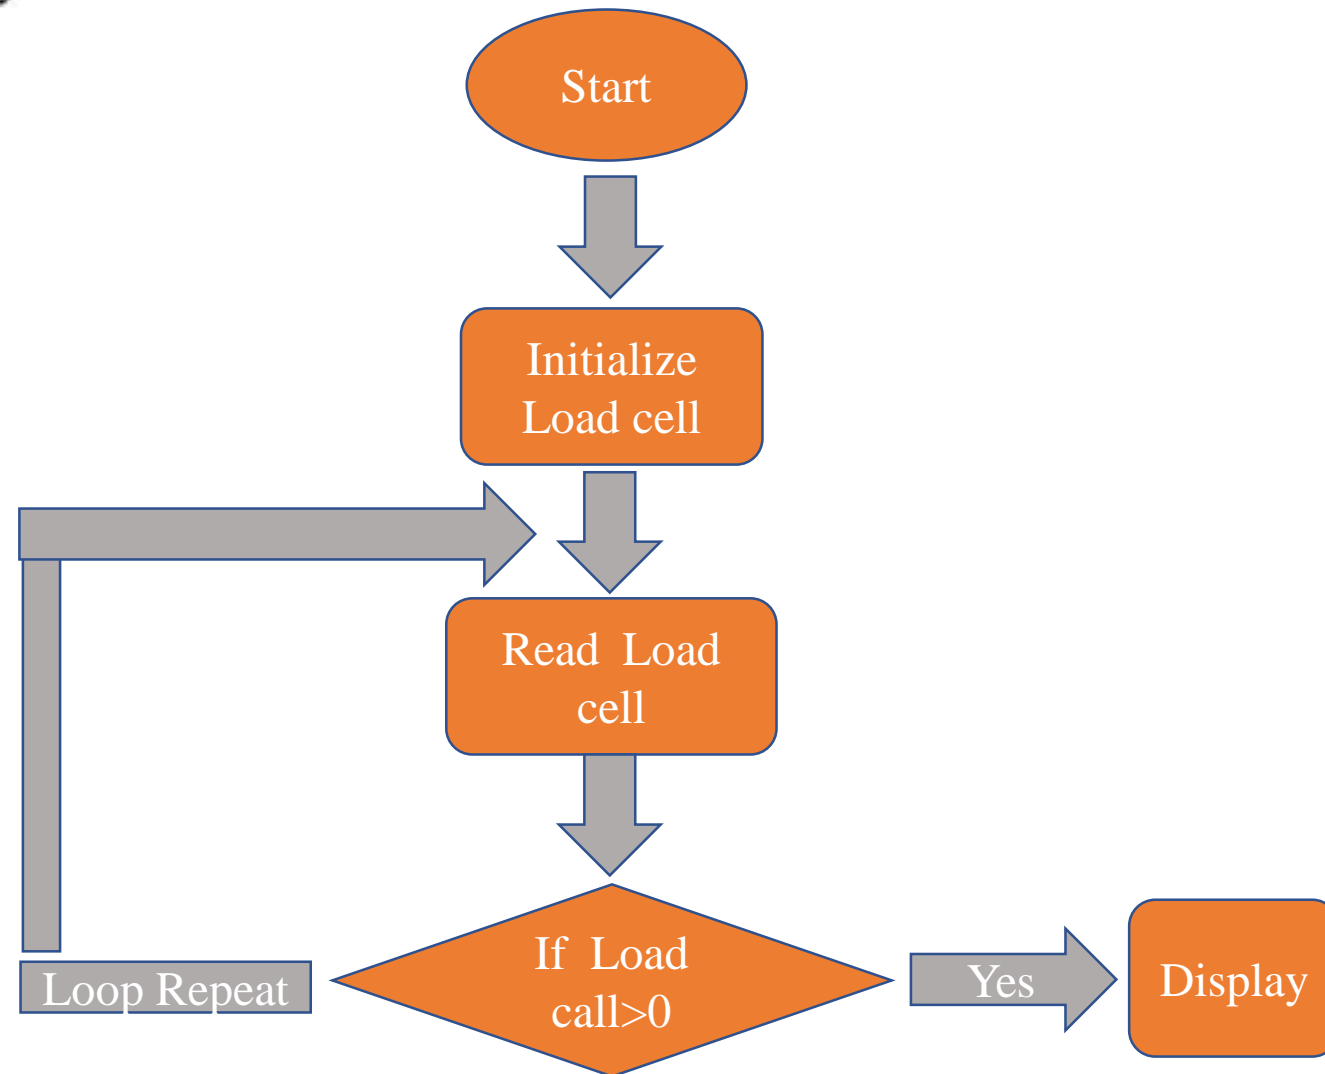 Start
Initialize
Load cell
Read Load
cell
If Load
call>0
Loop Repeat
Yes
Display